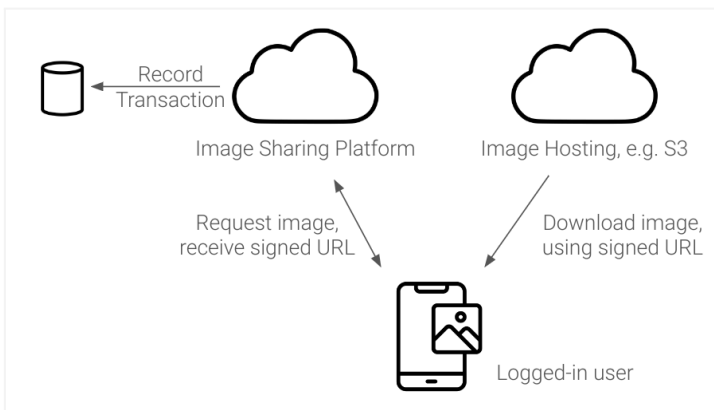 Record
Transaction
Image Sharing Platform
Image Hosting, e.g. S3
Request image,
receive signed URL
Download image,
using signed URL
Logged-in user